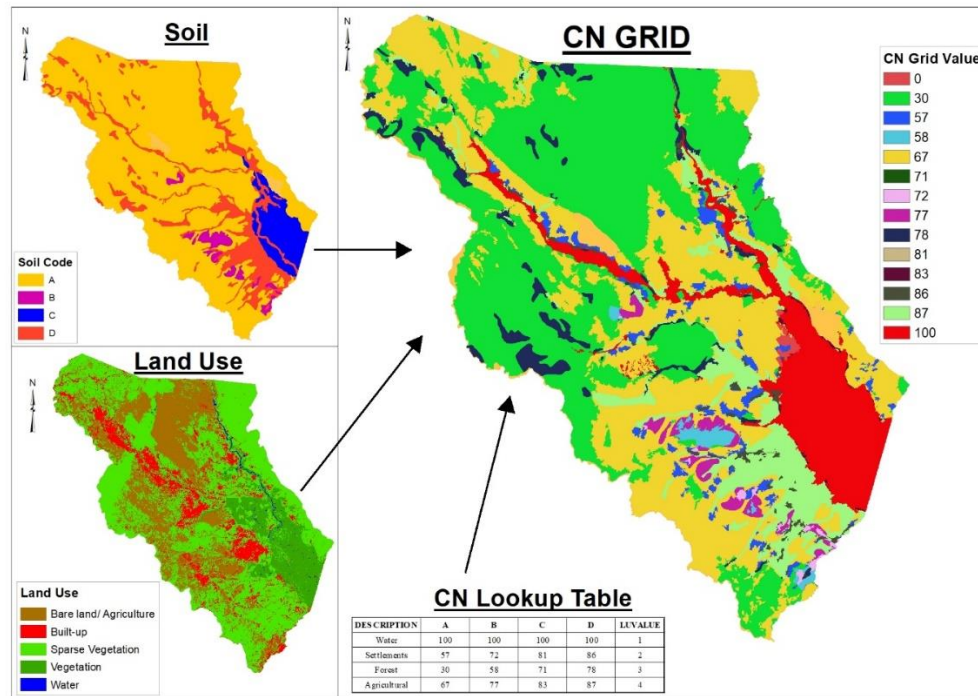 Soil
N
Soil Code
A
B
C
D
Land Use
N
Land Use
Bare land/ Agriculture
Built-up
Sparse Vegetation
Vegetation
Water
CN GRID
N
CN Grid Value
0
30
57
58
67
71
72
77
78
81
83
86
87
100
CN Lookup Table
DESCRIPTION A B C D LUVALUE
Water 100 100 100 100 1
Settlements 57 72 81 86 2
Forest 30 58 71 78 3
Agricultural 67 77 83 87 4